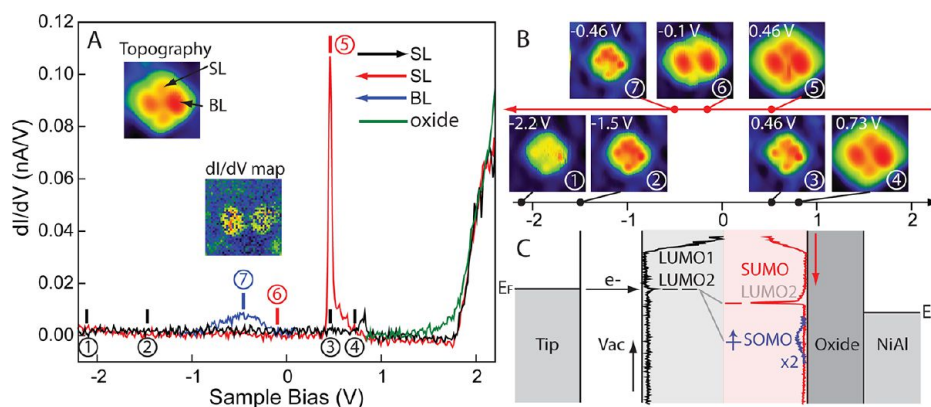 A
Topography
SL
BL
dI/dV map
SL
SL
BL
oxide
⑤
⑦
⑥
① ② ③ ④
dI/dV (nA/V)
0.10
0.08
0.06
0.04
0.02
0.00
-2 -1 0 1 2
Sample Bias (V)
B
-0.46 V -0.1 V 0.46 V
⑦ ⑥ ⑤
-2.2 V -1.5 V 0.46 V 0.73 V
① ② ③ ④
-2 -1 0 1 2
C
LUMO1
LUMO2
SUMO
LUMO2
EF
e-
SOMO
x2
Vac
Tip
Oxide
NiAl